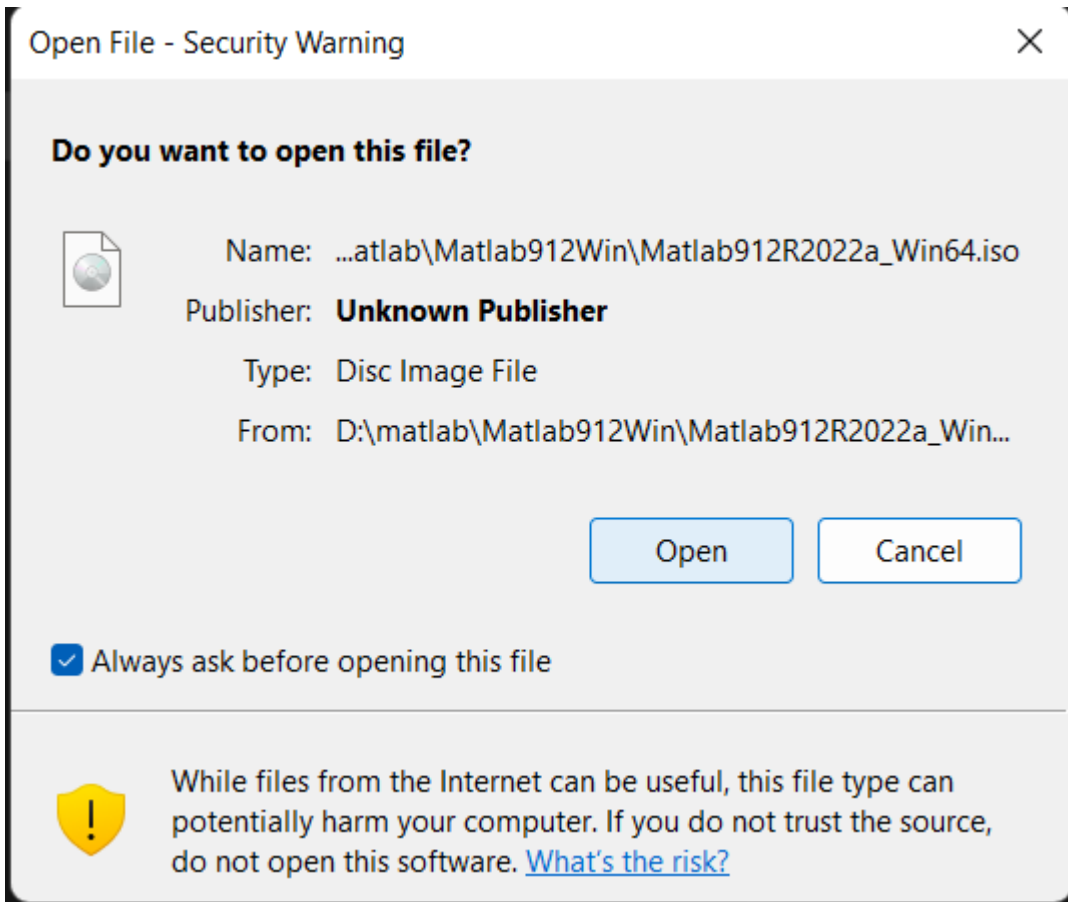 Open File - Security Warning
Do you want to open this file?
Name: ...atlab\Matlab912Win\Matlab912R2022a_Win64.iso
Publisher: Unknown Publisher
Type: Disc Image File
From: D:\matlab\Matlab912Win\Matlab912R2022a_Win...
Open Cancel
Always ask before opening this file
While files from the Internet can be useful, this file type can
potentially harm your computer. If you do not trust the source,
do not open this software. What's the risk?